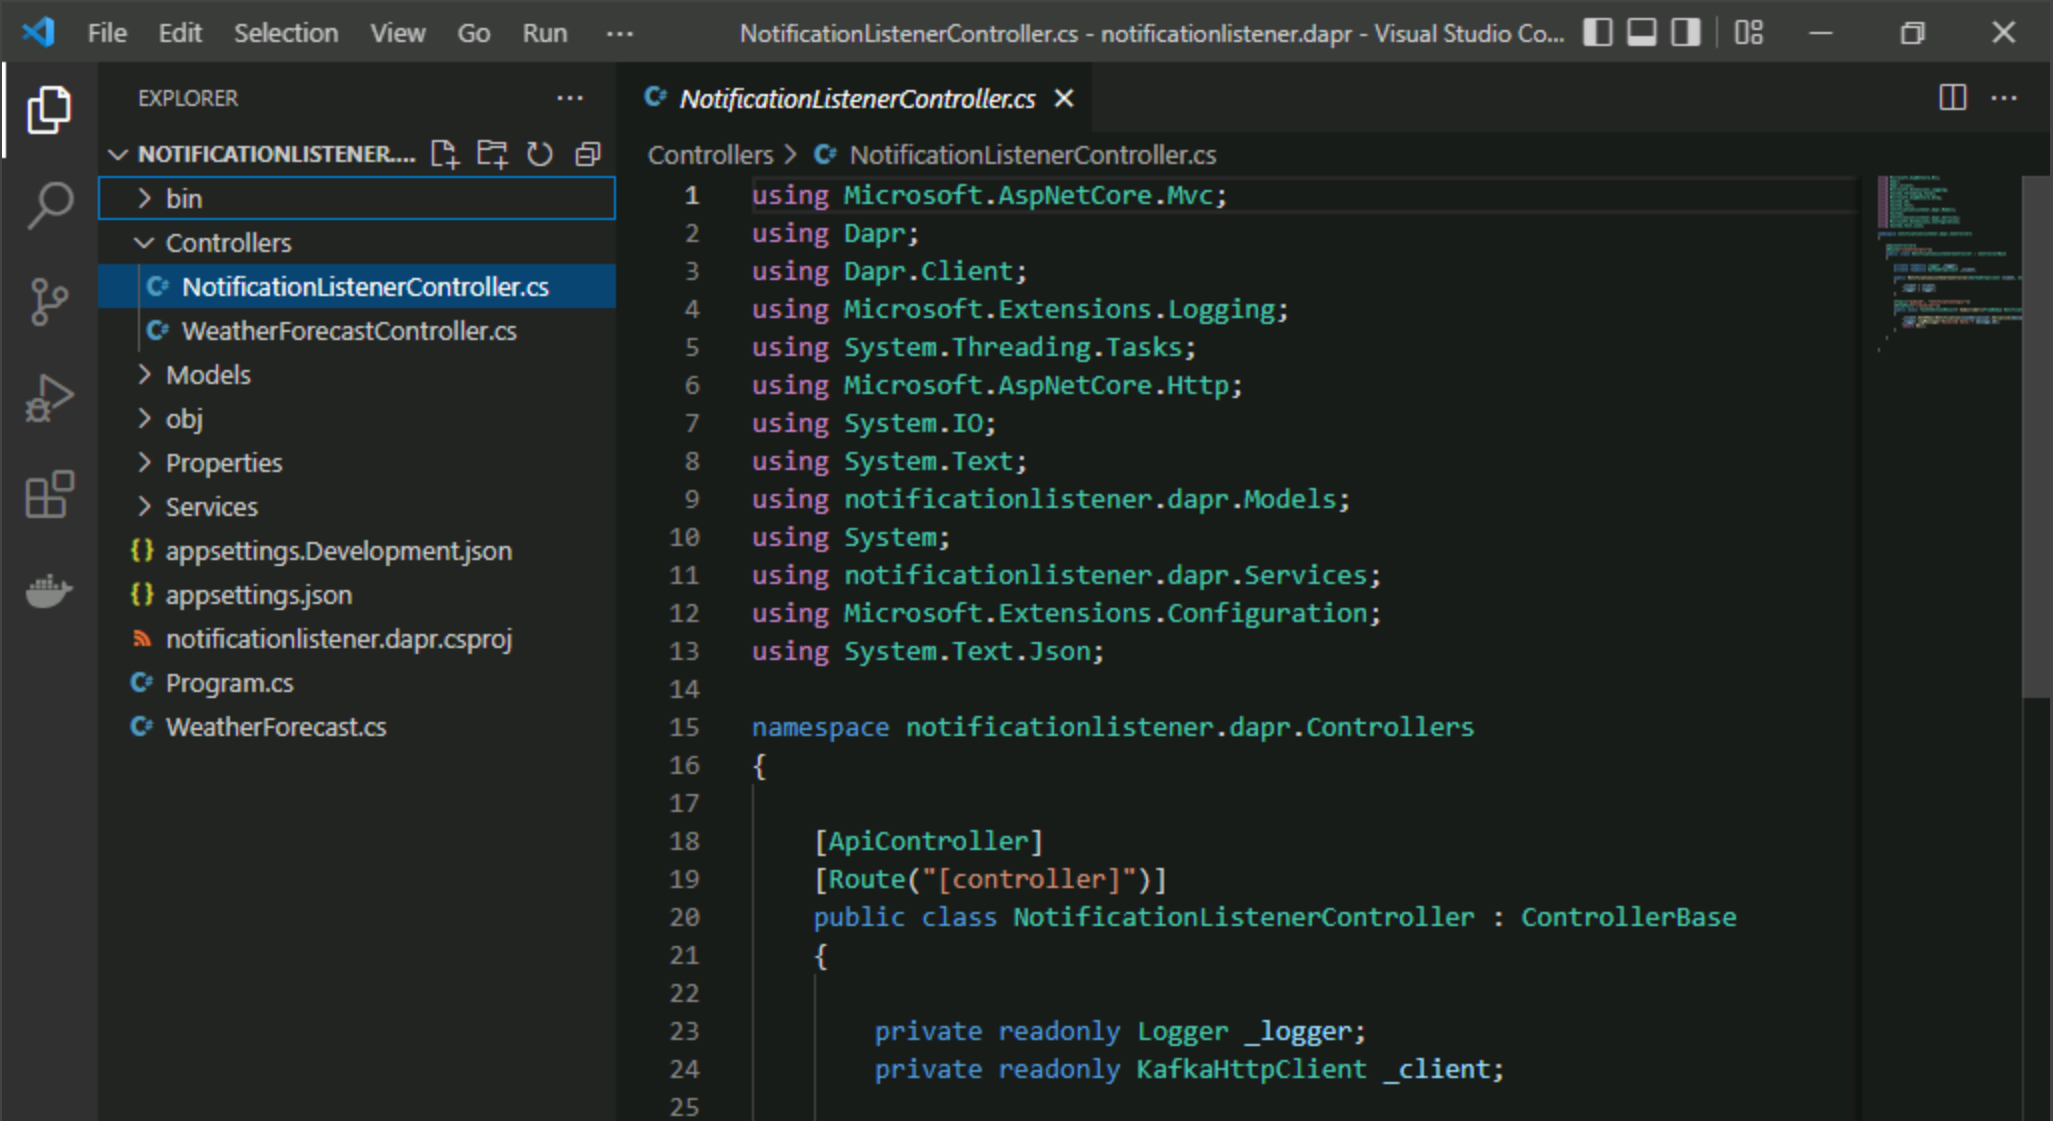 File Edit Selection View Go Run ··· NotificationListenerController.cs - notificationlistener.dapr - Visual Studio Co...
EXPLORER
NOTIFICATIONLISTENER....
bin
Controllers
NotificationListenerController.cs
WeatherForecastController.cs
Models
obj
Properties
Services
{} appsettings.Development.json
{} appsettings.json
notificationlistener.dapr.csproj
C# Program.cs
C# WeatherForecast.cs
C# NotificationListenerController.cs
Controllers > C# NotificationListenerController.cs
1 using Microsoft.AspNetCore.Mvc;
2 using Dapr;
3 using Dapr.Client;
4 using Microsoft.Extensions.Logging;
5 using System.Threading.Tasks;
6 using Microsoft.AspNetCore.Http;
7 using System.IO;
8 using System.Text;
9 using notificationlistener.dapr.Models;
10 using System;
11 using notificationlistener.dapr.Services;
12 using Microsoft.Extensions.Configuration;
13 using System.Text.Json;
14
15 namespace notificationlistener.dapr.Controllers
16 {
17
18 [ApiController]
19 [Route("[controller]")]
20 public class NotificationListenerController : ControllerBase
21 {
22
23 private readonly Logger _logger;
24 private readonly KafkaHttpClient _client;
25